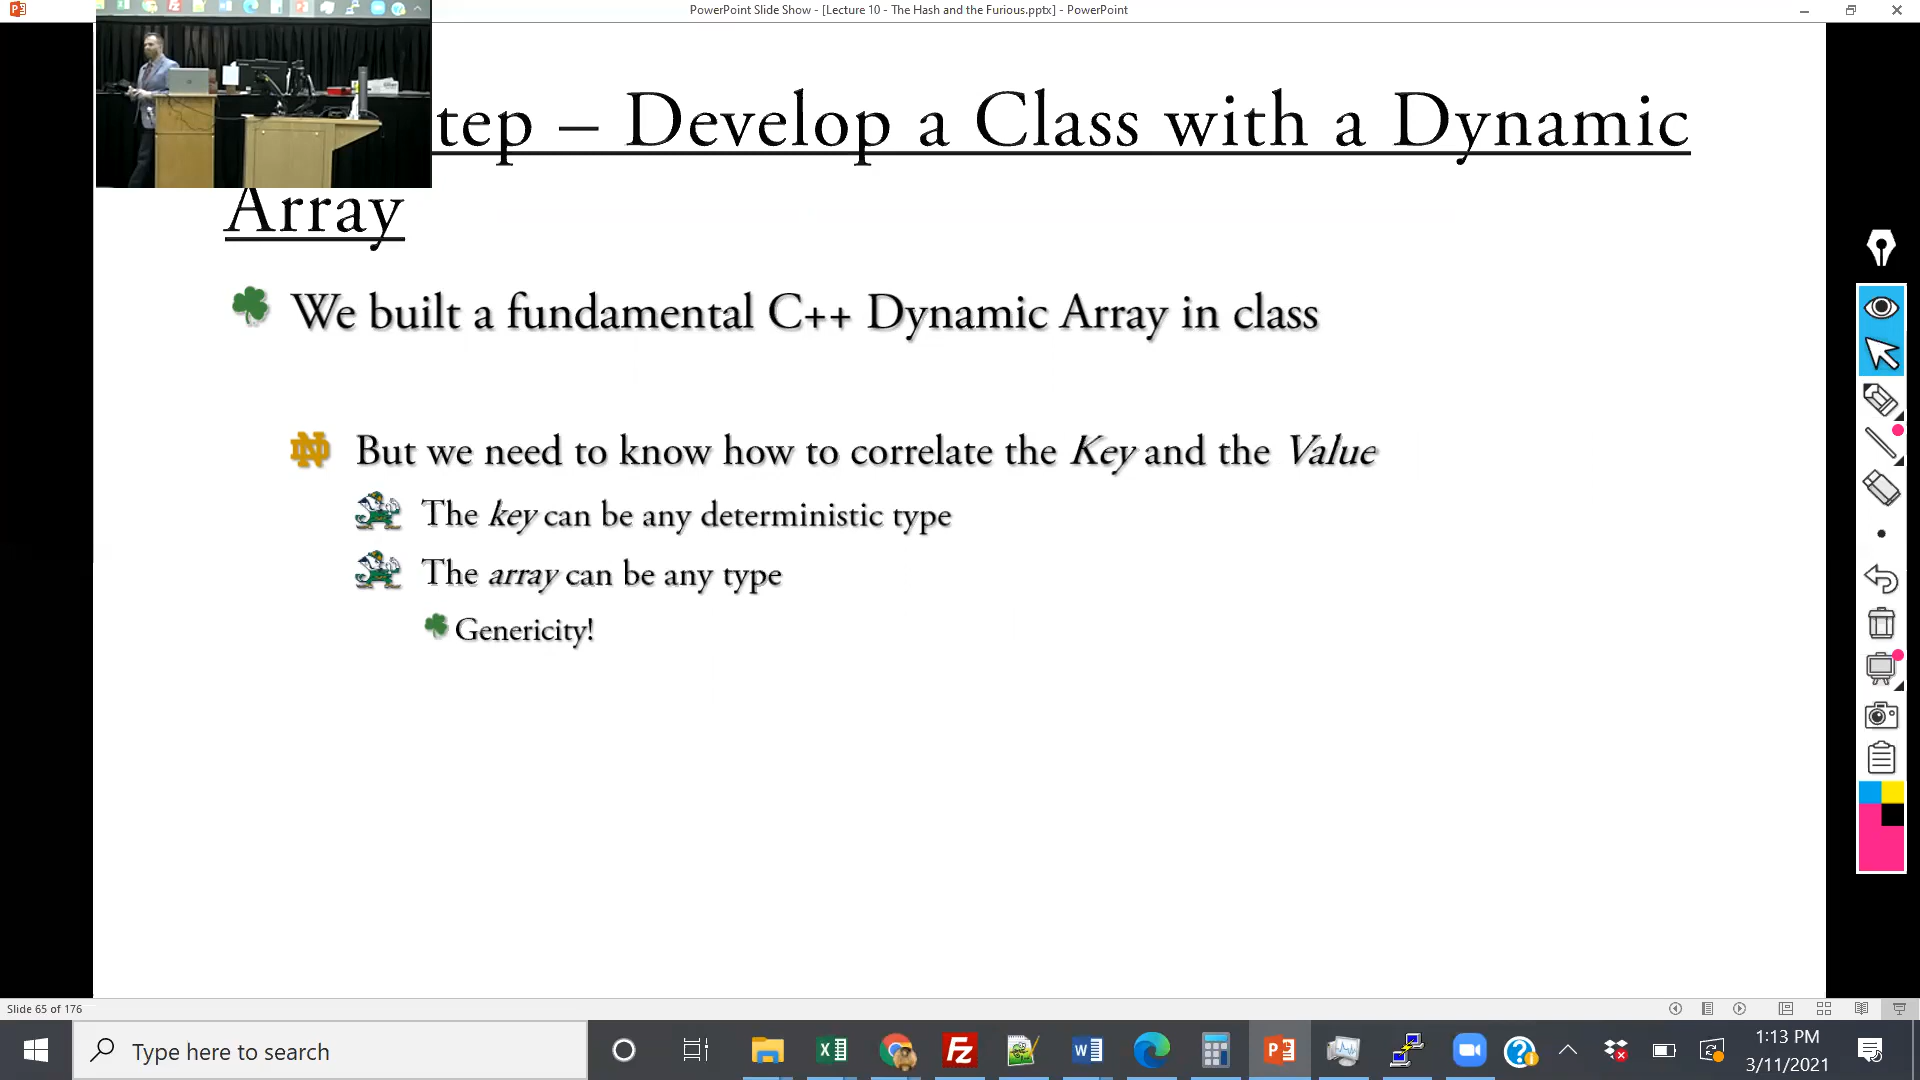 PowerPoint Slide Show - [Lecture 10 - The Hash and the Furious.pptx] - PowerPoint
tep – Develop a Class with a Dynamic
Array
We built a fundamental C++ Dynamic Array in class
But we need to know how to correlate the Key and the Value
The key can be any deterministic type
The array can be any type
Genericity!
Slide 65 of 176
Type here to search
1:13 PM
3/11/2021